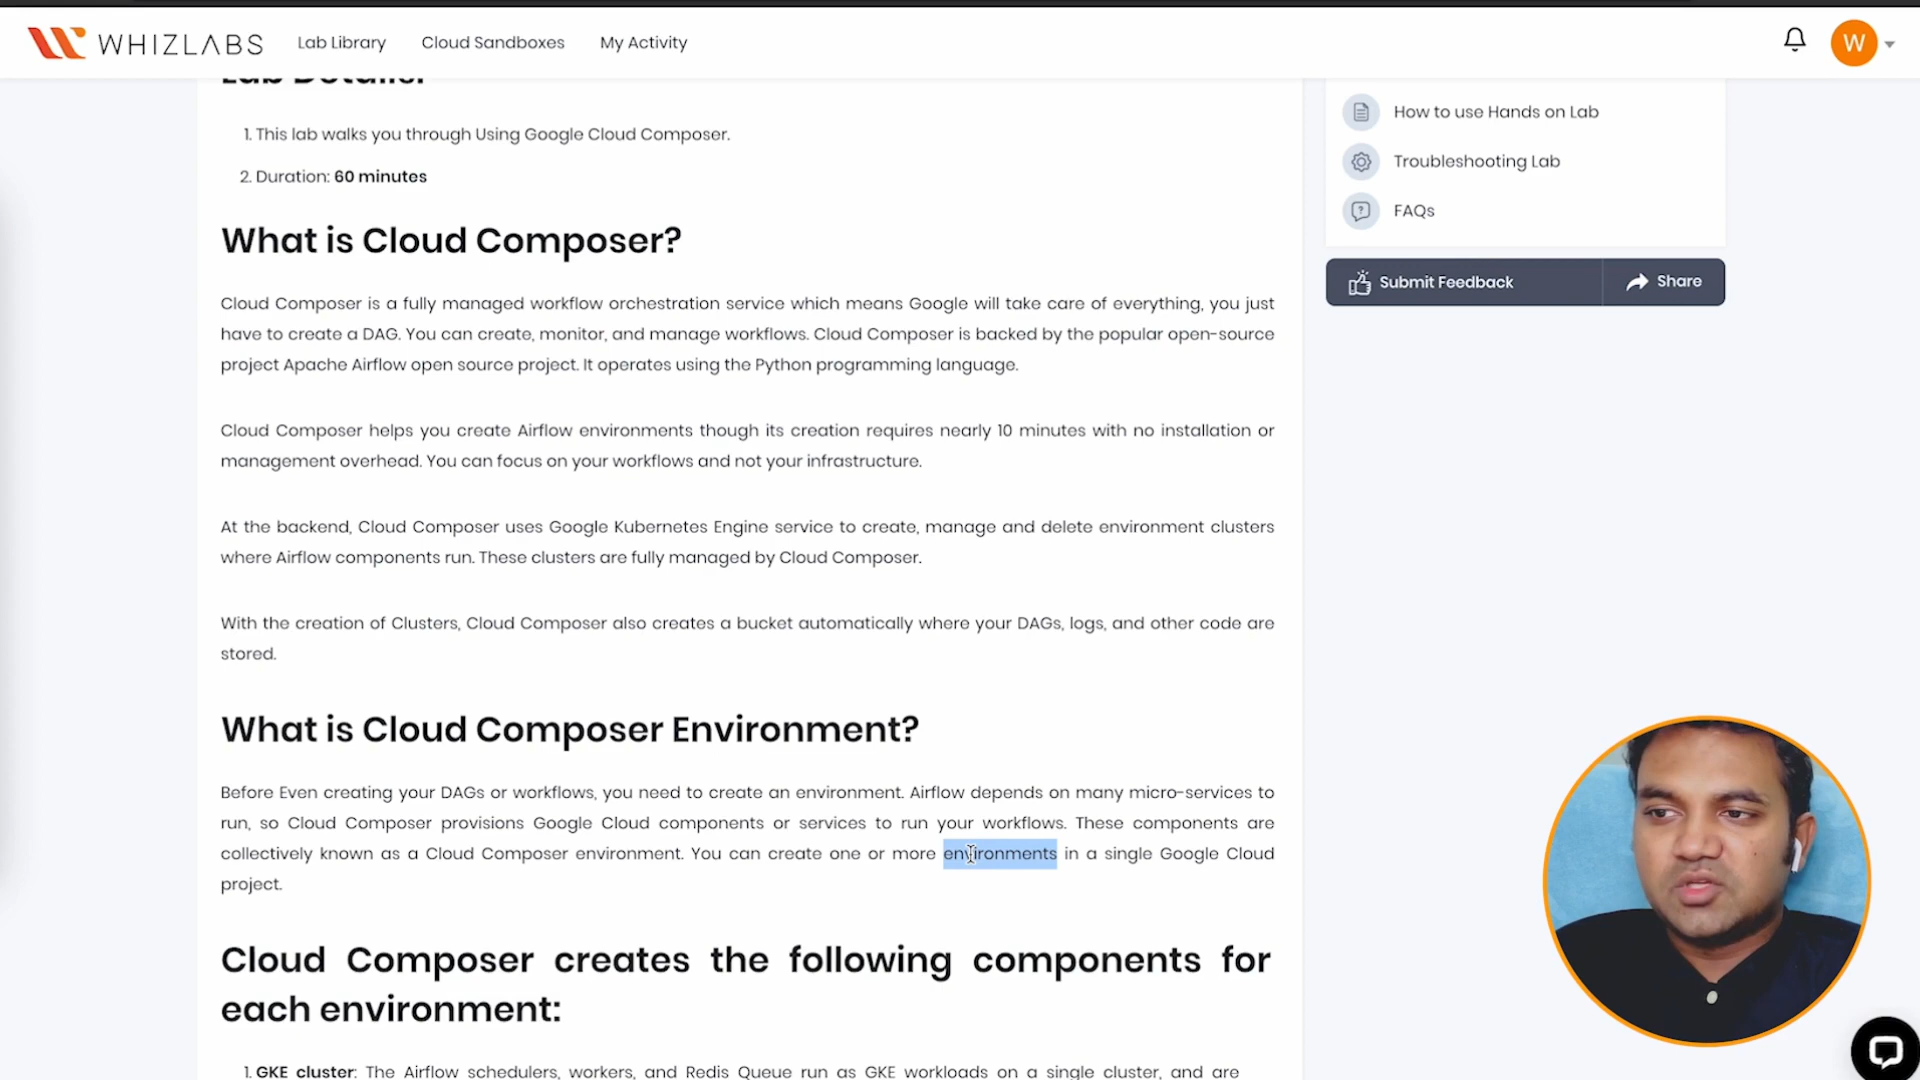 WHIZLABS Lab Library Cloud Sandboxes My Activity W
Lab Details:
1. This lab walks you through Using Google Cloud Composer.
2. Duration: 60 minutes
What is Cloud Composer?
Cloud Composer is a fully managed workflow orchestration service which means Google will take care of everything, you just
have to create a DAG. You can create, monitor, and manage workflows. Cloud Composer is backed by the popular open-source
project Apache Airflow open source project. It operates using the Python programming language.
Cloud Composer helps you create Airflow environments though its creation requires nearly 10 minutes with no installation or
management overhead. You can focus on your workflows and not your infrastructure.
At the backend, Cloud Composer uses Google Kubernetes Engine service to create, manage and delete environment clusters
where Airflow components run. These clusters are fully managed by Cloud Composer.
With the creation of Clusters, Cloud Composer also creates a bucket automatically where your DAGs, logs, and other code are
stored.
What is Cloud Composer Environment?
Before Even creating your DAGs or workflows, you need to create an environment. Airflow depends on many micro-services to
run, so Cloud Composer provisions Google Cloud components or services to run your workflows. These components are
collectively known as a Cloud Composer environment. You can create one or more environments in a single Google Cloud
project.
Cloud Composer creates the following components for
each environment:
1. GKE cluster: The Airflow schedulers, workers, and Redis Queue run as GKE workloads on a single cluster, and are
How to use Hands on Lab
Troubleshooting Lab
FAQs
Submit Feedback Share